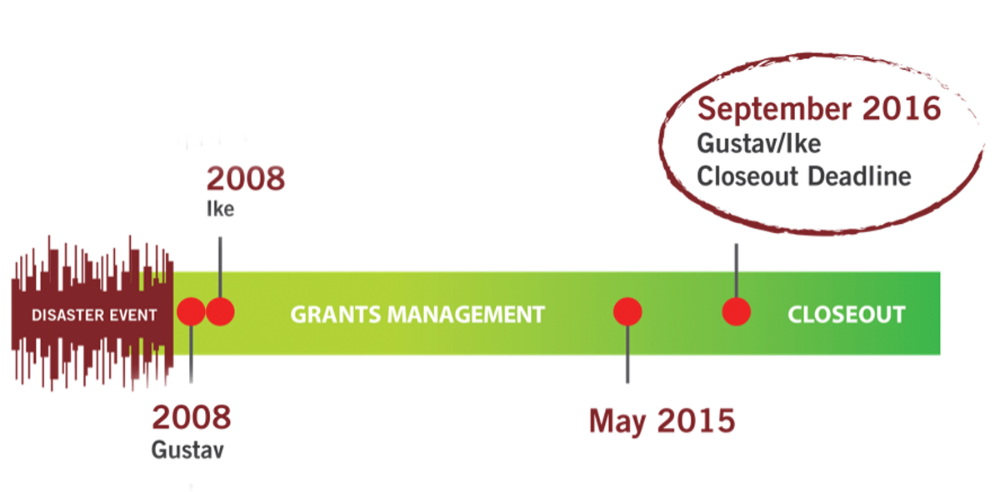 September 2016
Gustav/Ike
Closeout Deadline
2008
Ike
DISASTER EVENT
GRANTS MANAGEMENT
CLOSEOUT
2008
Gustav
May 2015